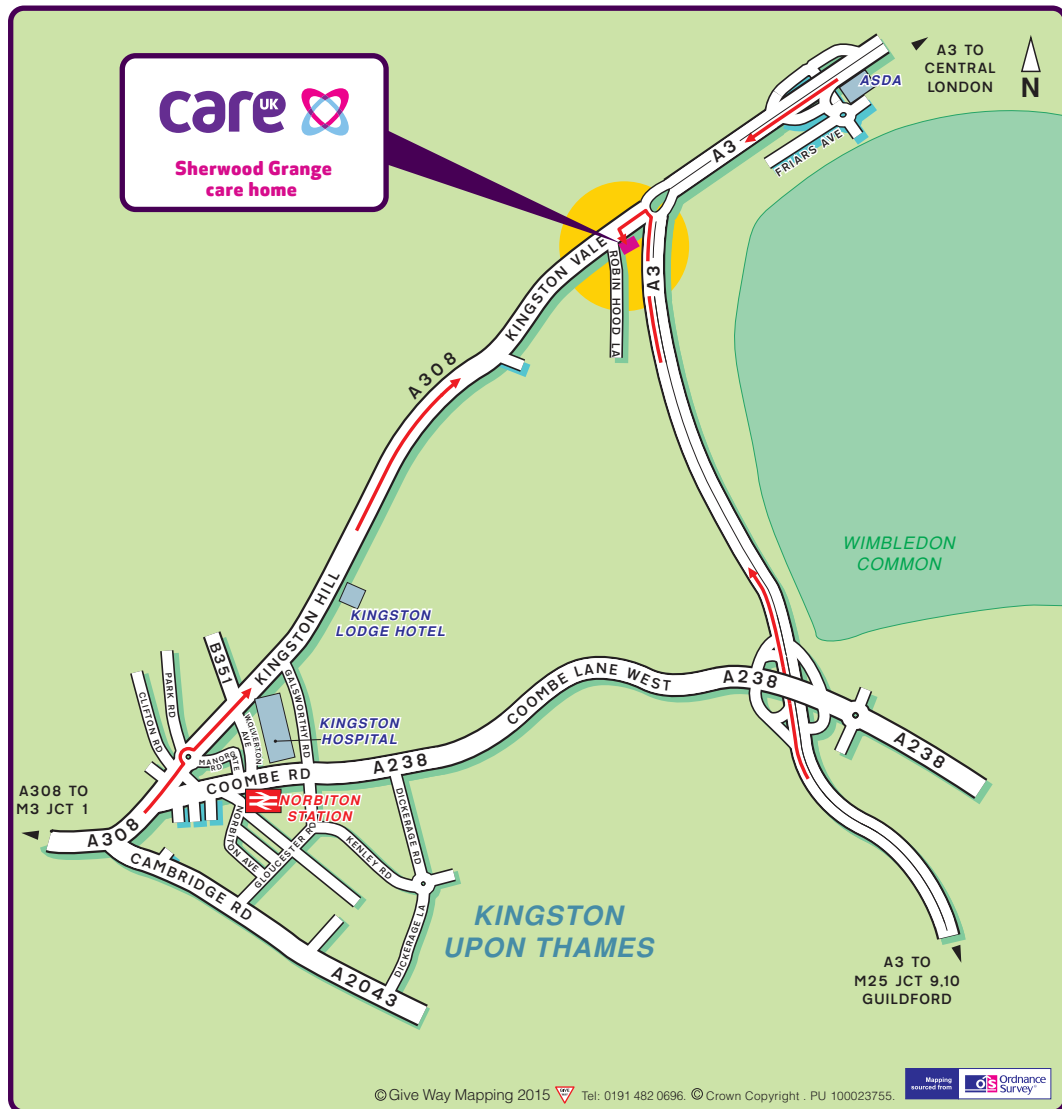 care UK
Sherwood Grange
care home
A3 TO
CENTRAL
LONDON
N
ASDA
A3
FRIARS AVE
KINGSTON VALE
ROBIN HOOD LA
A3
A308
WIMBLEDON
COMMON
KINGSTON HILL
KINGSTON
LODGE HOTEL
B351
GALSWORTHY RD
PARK RD
CLIFTON RD
WOLVERTON
AVE
KINGSTON
HOSPITAL
MANORGATE
RD
COOMBE LANE WEST
A238
A238
A238
COOMBE RD
A308 TO
M3 JCT 1
NORBITON
STATION
A308
NORBITON AVE
GLOUCESTER RD
KENLEY RD
DICKERAGE RD
CAMBRIDGE RD
DICKERAGE LA
A2043
KINGSTON
UPON THAMES
A3 TO
M25 JCT 9,10
GUILDFORD
© Give Way Mapping 2015 GIVE WAY Tel: 0191 482 0696. © Crown Copyright . PU 100023755.
Mapping
sourced from
OS Ordnance
Survey®